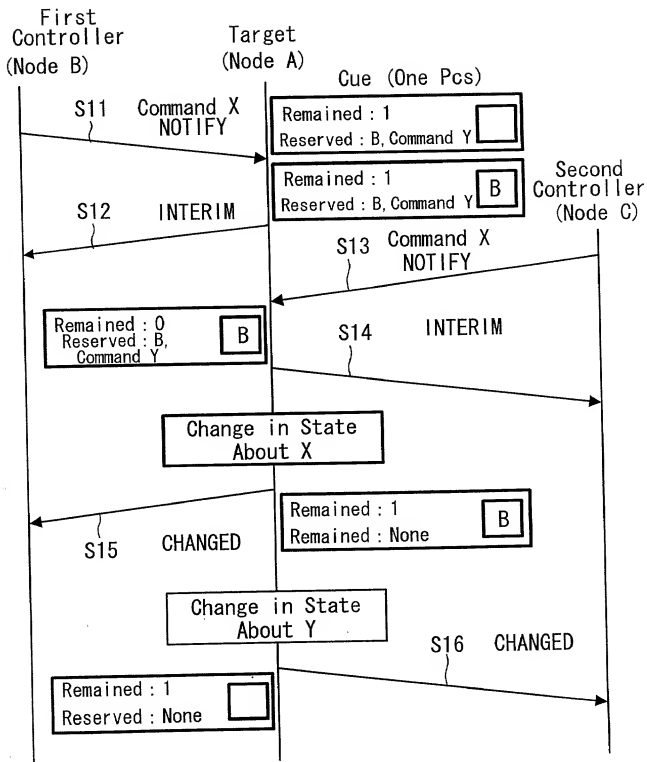 First
Controller
(Node B)
Target
(Node A)
Cue (One Pcs)
S11
Command X
NOTIFY
Remained : 1
Reserved : B, Command Y
Remained : 1
Reserved : B, Command Y
B
Second
Controller
(Node C)
S12
INTERIM
S13
Command X
NOTIFY
Remained : 0
Reserved : B,
Command Y
B
S14
INTERIM
Change in State
About X
S15
CHANGED
Remained : 1
Remained : None
B
Change in State
About Y
S16
CHANGED
Remained : 1
Reserved : None